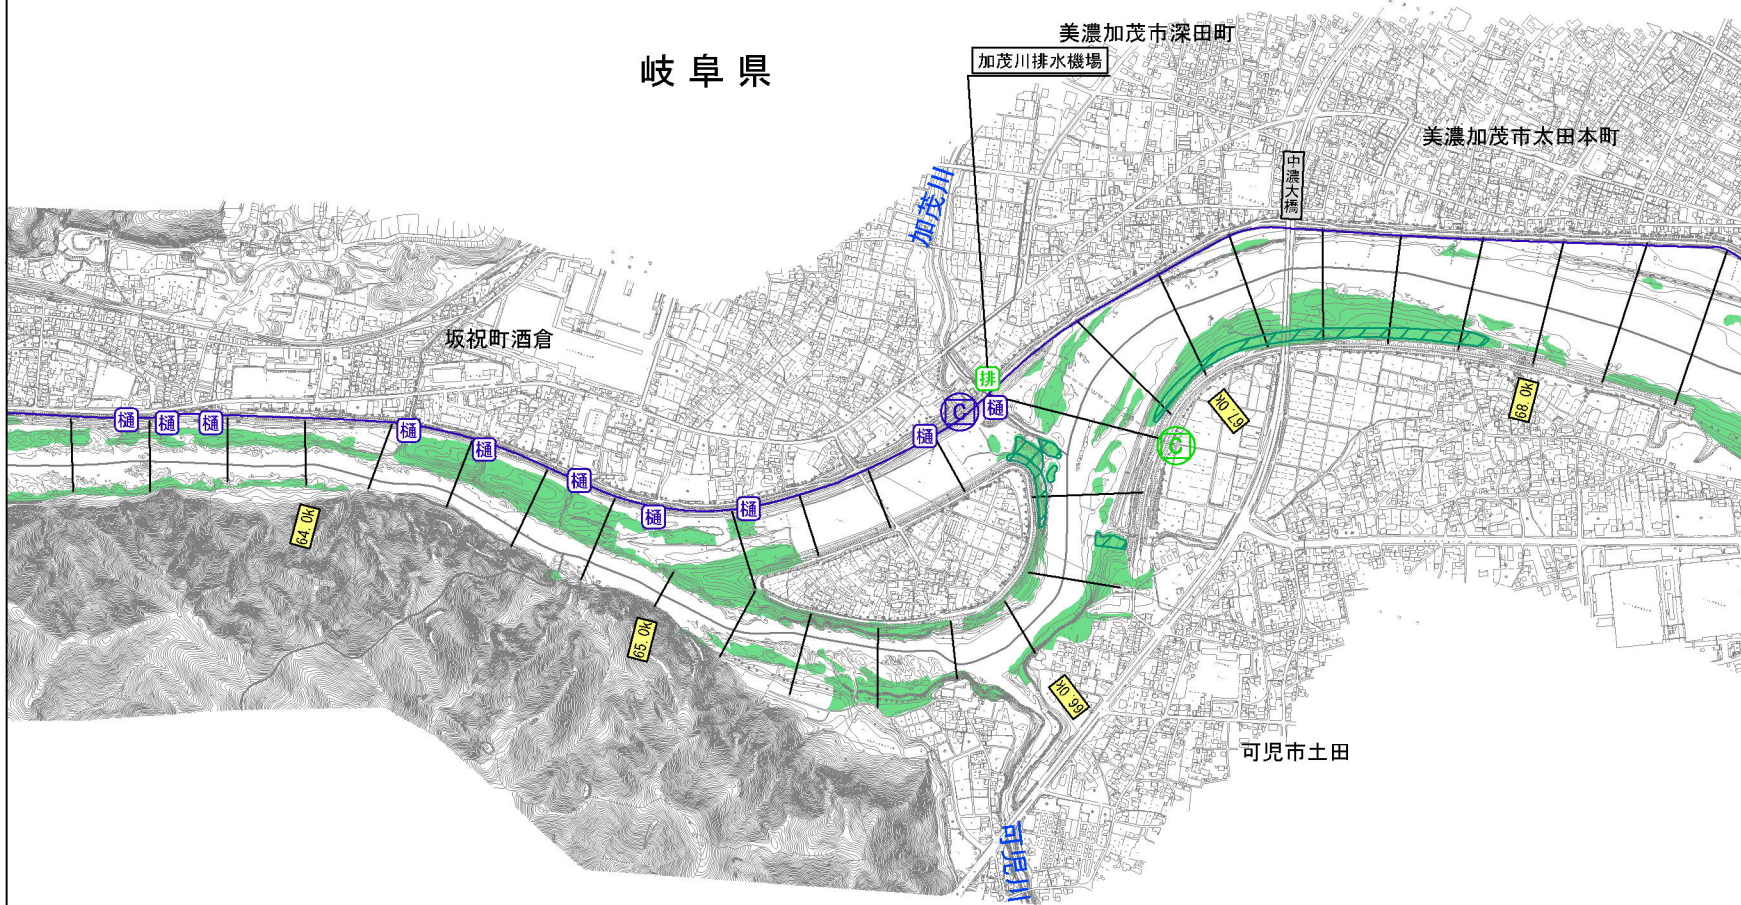 美濃加茂市深田町
岐阜県
加茂川排水機場
美濃加茂市太田本町
中濃大橋
加茂川
坂祝町酒倉
排
樋
樋
樋
樋
C
樋
樋
樋
C
樋
樋
樋
67.0k
68.0k
64.0k
65.0k
66.0k
可児市土田
可児川